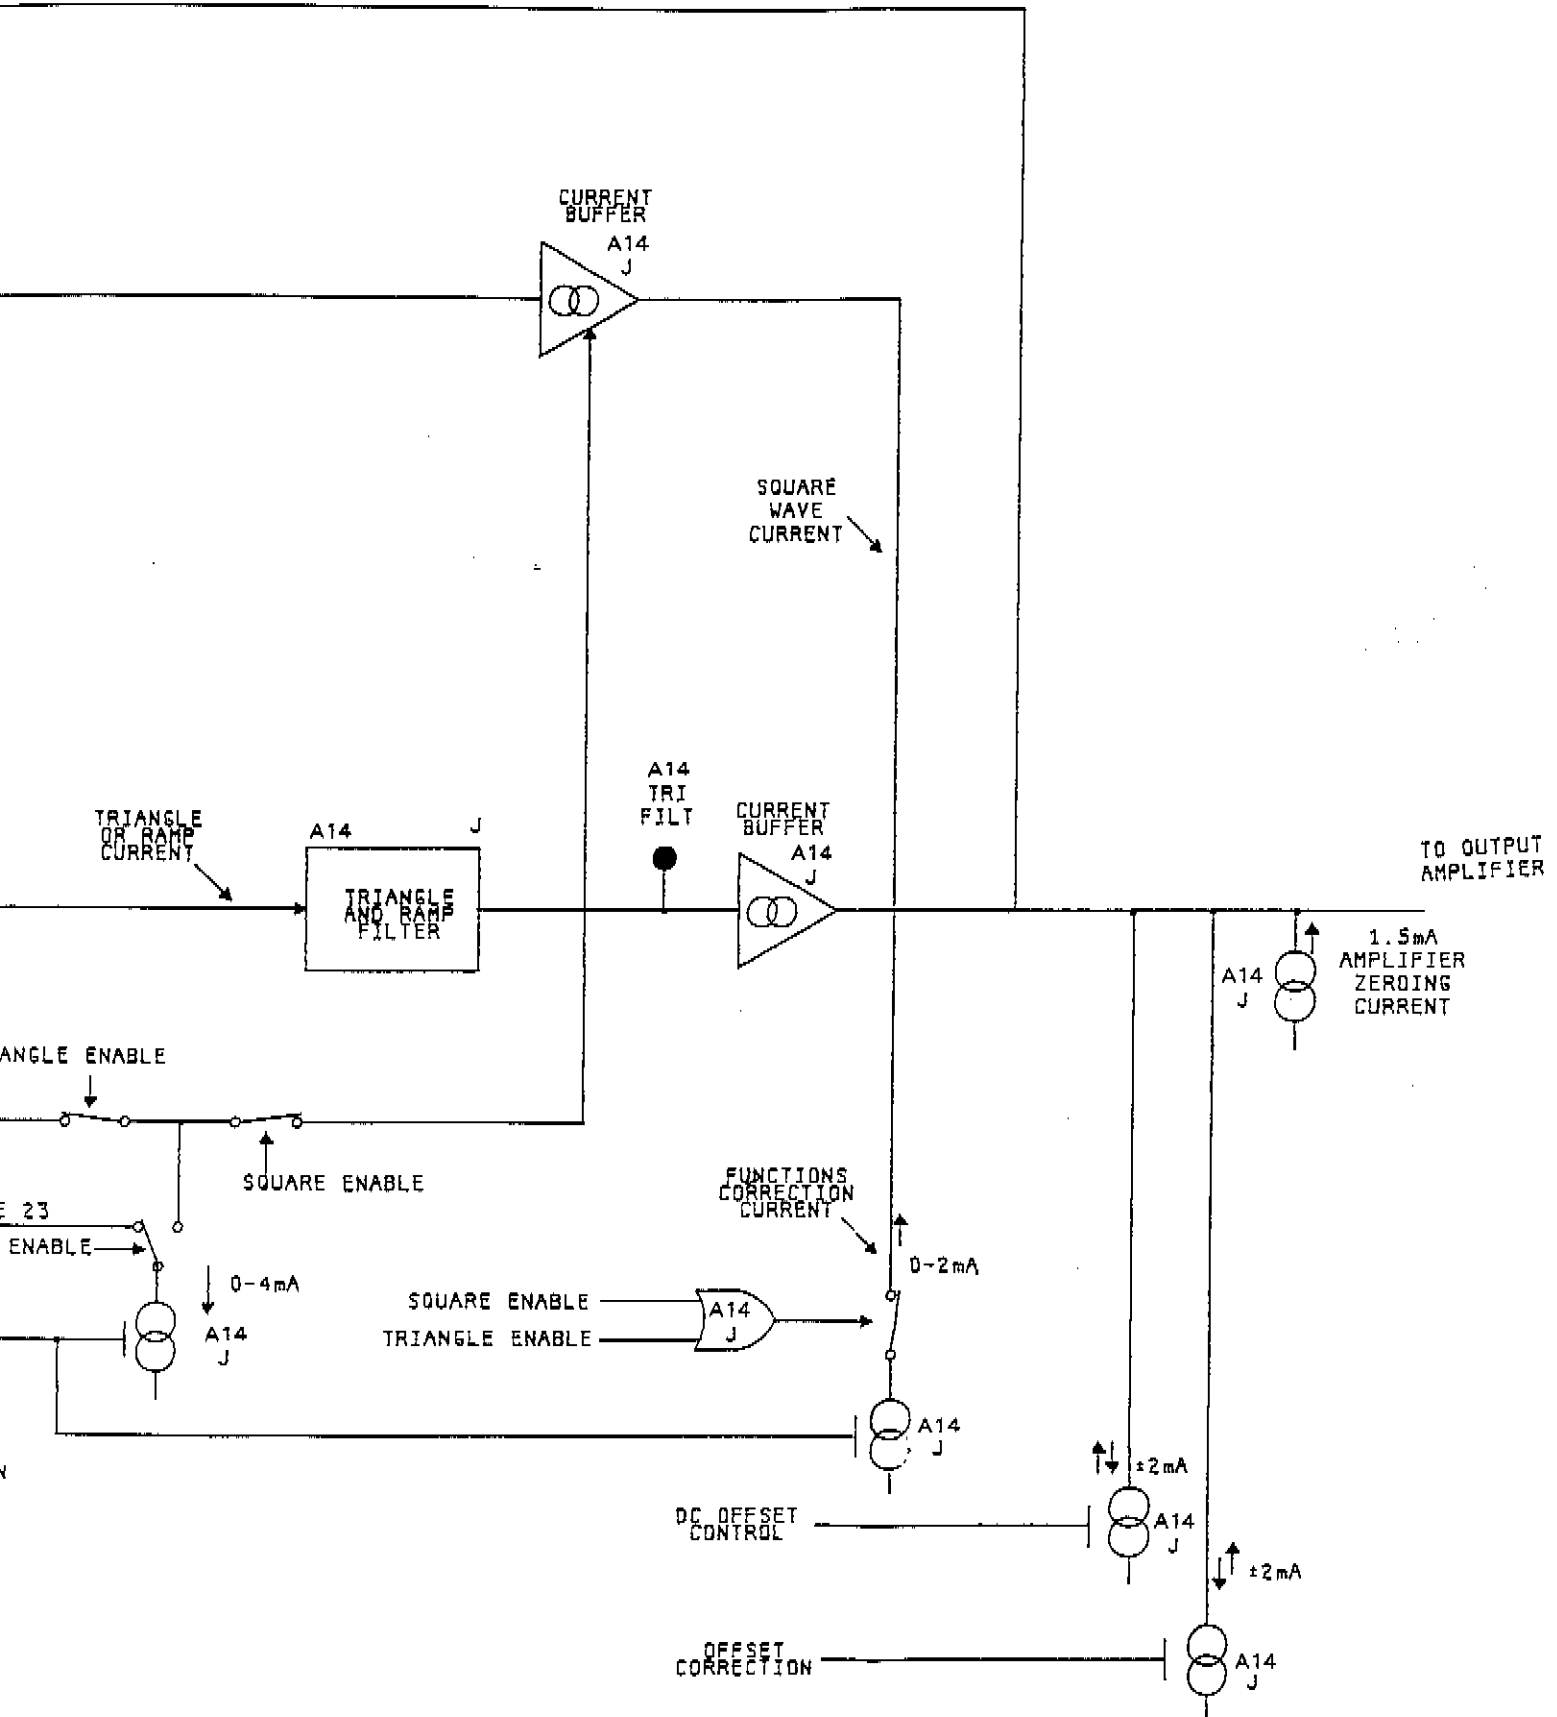 CURRENT
BUFFER
A14
J
SQUARE
WAVE
CURRENT
A14
TRI
FILT
CURRENT
BUFFER
A14
J
TRIANGLE
OR RAMP
CURRENT
A14
J
TRIANGLE
AND RAMP
FILTER
TO OUTPUT
AMPLIFIER
1.5mA
AMPLIFIER
ZEROING
CURRENT
A14
J
ANGLE ENABLE
SQUARE ENABLE
E 23
ENABLE
0-4mA
A14
J
FUNCTIONS
CORRECTION
CURRENT
0-2mA
SQUARE ENABLE
TRIANGLE ENABLE
A14
J
A14
J
N
±2mA
DC OFFSET
CONTROL
A14
J
±2mA
OFFSET
CORRECTION
A14
J